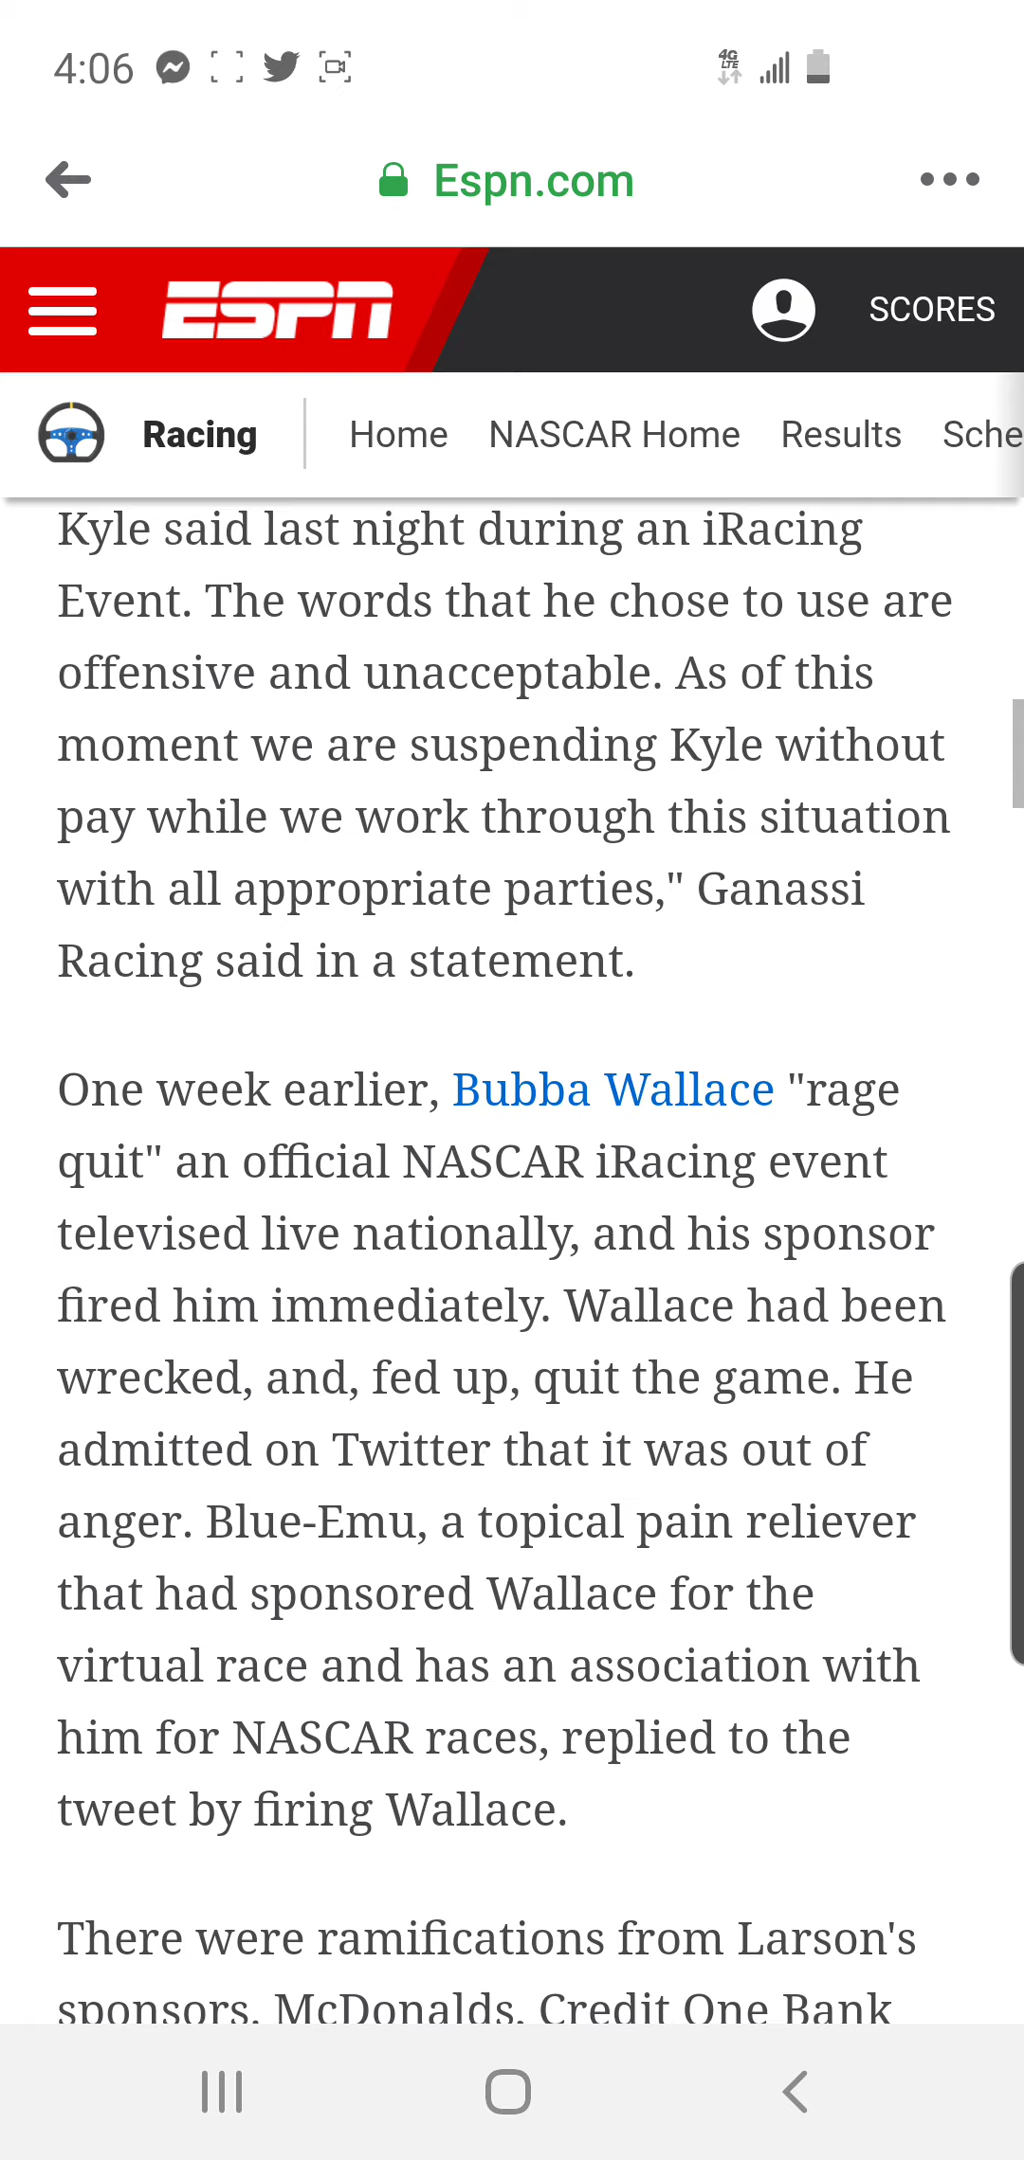 4:06
4G
LTE
Espn.com
ESPN
SCORES
Racing
Home
NASCAR Home
Results
Sche
Kyle said last night during an iRacing
Event. The words that he chose to use are
offensive and unacceptable. As of this
moment we are suspending Kyle without
pay while we work through this situation
with all appropriate parties," Ganassi
Racing said in a statement.
One week earlier, Bubba Wallace "rage
quit" an official NASCAR iRacing event
televised live nationally, and his sponsor
fired him immediately. Wallace had been
wrecked, and, fed up, quit the game. He
admitted on Twitter that it was out of
anger. Blue-Emu, a topical pain reliever
that had sponsored Wallace for the
virtual race and has an association with
him for NASCAR races, replied to the
tweet by firing Wallace.
There were ramifications from Larson's
sponsors. McDonalds, Credit One Bank